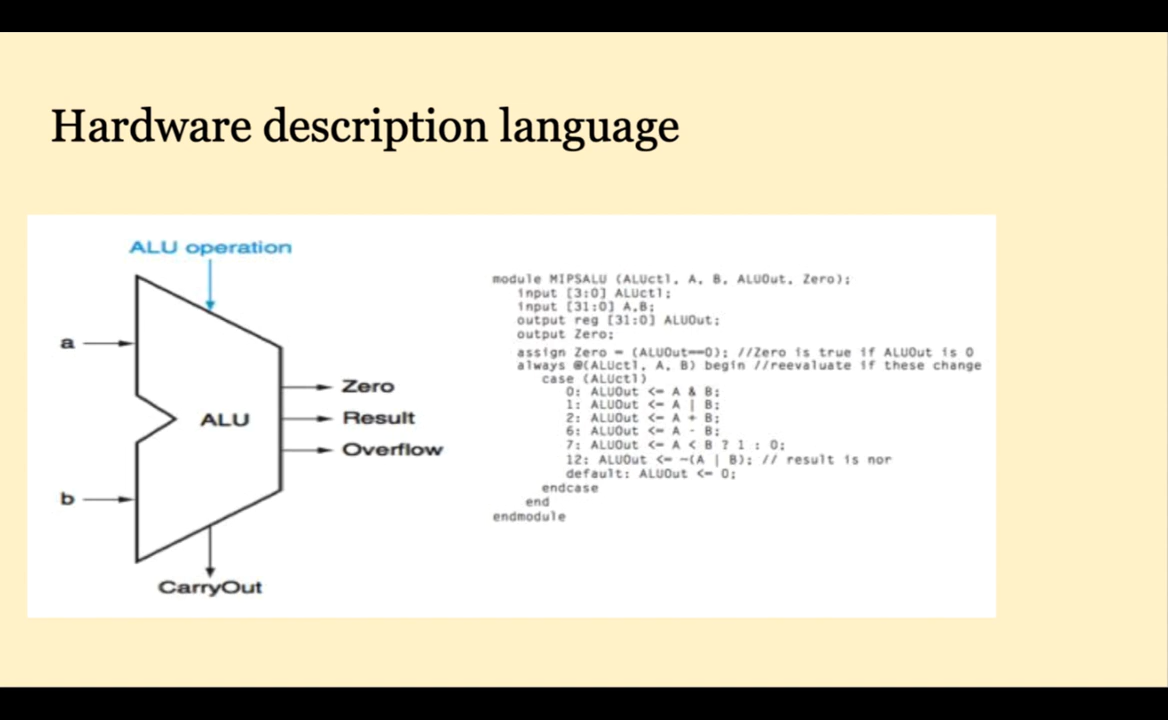 Hardware description language
ALU operation
a
b
ALU
Zero
Result
Overflow
CarryOut
module MIPSALU (ALUctl, A, B, ALUOut, Zero);
input [3:0] ALUctl;
input [31:0] A,B;
output reg [31:0] ALUOut;
output Zero;
assign Zero = (ALUOut==0); //Zero is true if ALUOut is 0
always @(ALUctl, A, B) begin //reevaluate if these change
case (ALUctl)
0: ALUOut <= A & B;
1: ALUOut <= A | B;
2: ALUOut <= A + B;
6: ALUOut <= A - B;
7: ALUOut <= A < B ? 1 : 0;
12: ALUOut <= ~(A | B); // result is nor
default: ALUOut <= 0;
endcase
end
endmodule